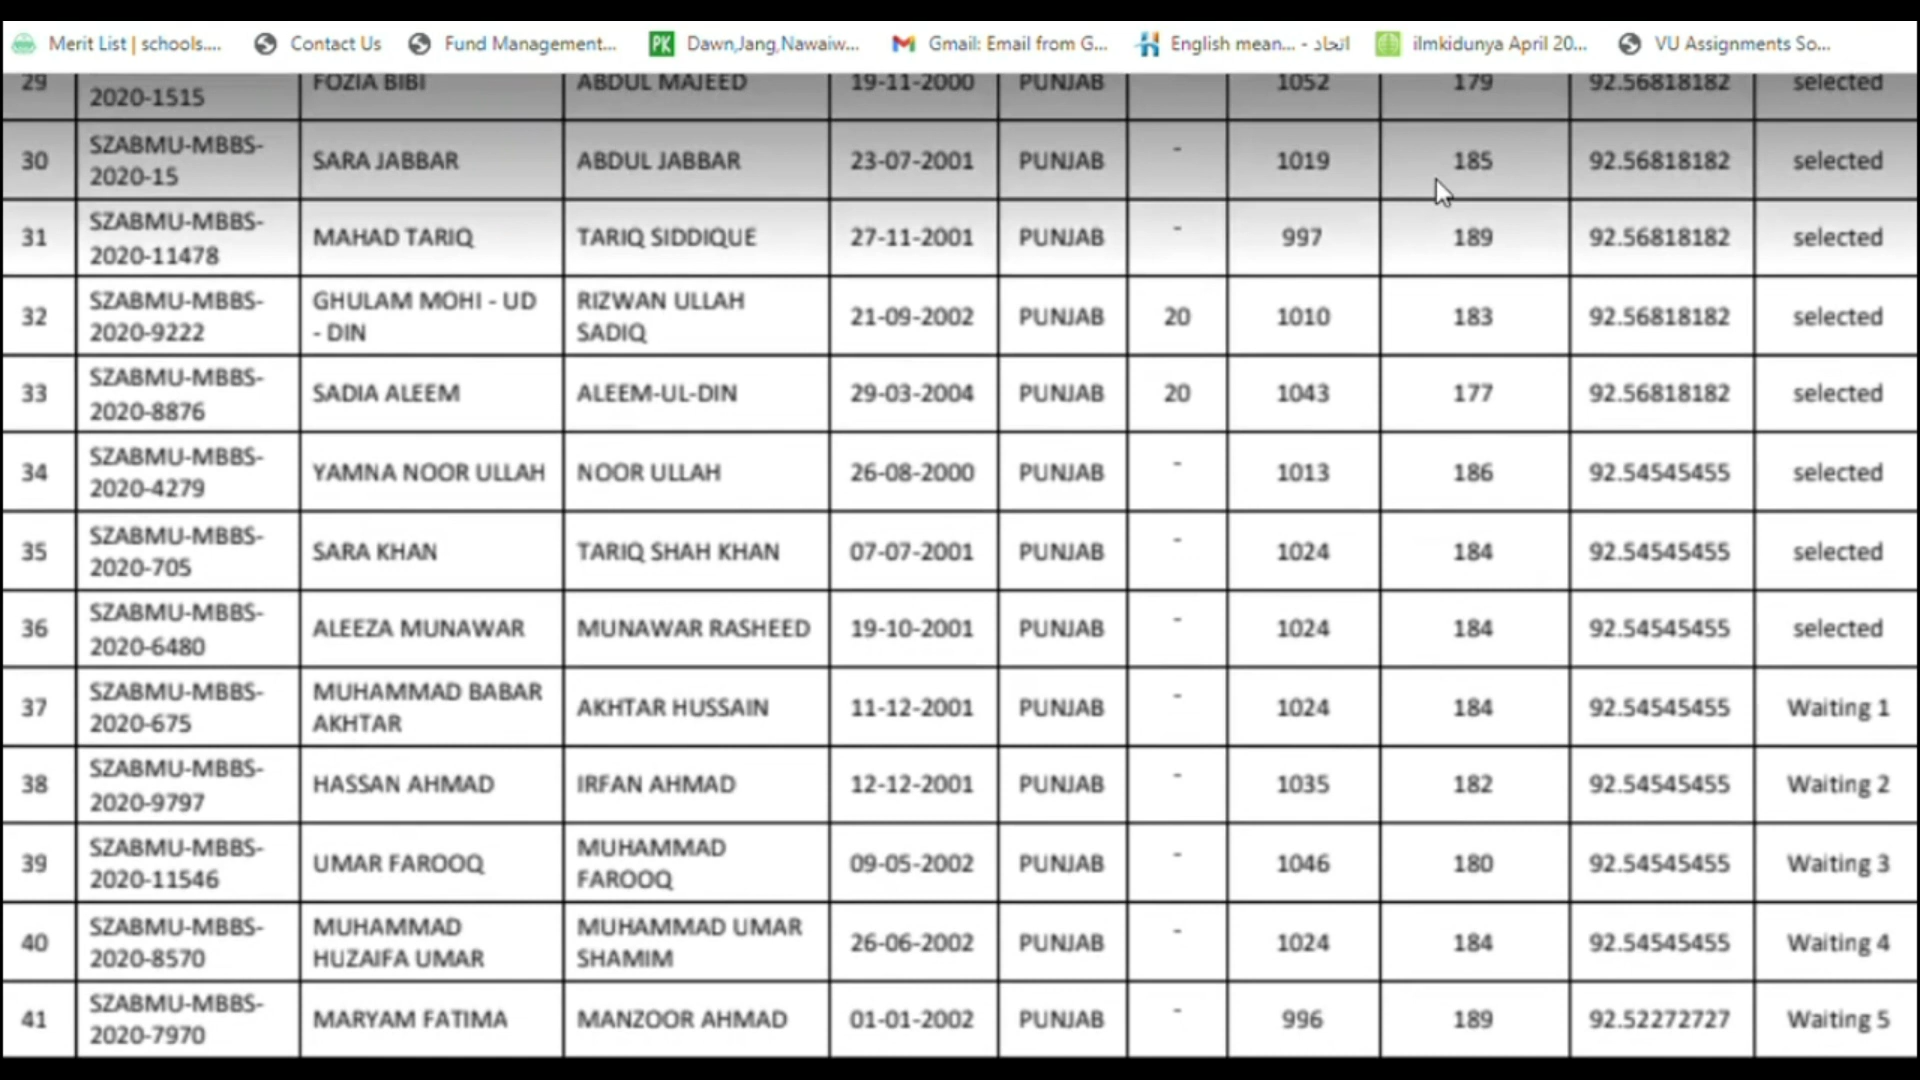 Merit List | schools....
Contact Us
Fund Management...
PK
Dawn,Jang,Nawaiw...
Gmail: Email from G...
English mean... - اتحاد
ilmkidunya April 20...
VU Assignments So...
29 2020-1515 FOZIA BIBI ABDUL MAJEED 19-11-2000 PUNJAB 1052 179 92.56818182 selected
SZABMU-MBBS-
30 2020-15 SARA JABBAR ABDUL JABBAR 23-07-2001 PUNJAB - 1019 185 92.56818182 selected
SZABMU-MBBS-
31 2020-11478 MAHAD TARIQ TARIQ SIDDIQUE 27-11-2001 PUNJAB - 997 189 92.56818182 selected
SZABMU-MBBS- GHULAM MOHI - UD RIZWAN ULLAH
32 2020-9222 - DIN SADIQ 21-09-2002 PUNJAB 20 1010 183 92.56818182 selected
SZABMU-MBBS-
33 2020-8876 SADIA ALEEM ALEEM-UL-DIN 29-03-2004 PUNJAB 20 1043 177 92.56818182 selected
SZABMU-MBBS-
34 2020-4279 YAMNA NOOR ULLAH NOOR ULLAH 26-08-2000 PUNJAB - 1013 186 92.54545455 selected
SZABMU-MBBS-
35 2020-705 SARA KHAN TARIQ SHAH KHAN 07-07-2001 PUNJAB - 1024 184 92.54545455 selected
SZABMU-MBBS-
36 2020-6480 ALEEZA MUNAWAR MUNAWAR RASHEED 19-10-2001 PUNJAB - 1024 184 92.54545455 selected
SZABMU-MBBS- MUHAMMAD BABAR
37 2020-675 AKHTAR AKHTAR HUSSAIN 11-12-2001 PUNJAB - 1024 184 92.54545455 Waiting 1
SZABMU-MBBS-
38 2020-9797 HASSAN AHMAD IRFAN AHMAD 12-12-2001 PUNJAB - 1035 182 92.54545455 Waiting 2
SZABMU-MBBS- MUHAMMAD
39 2020-11546 UMAR FAROOQ FAROOQ 09-05-2002 PUNJAB - 1046 180 92.54545455 Waiting 3
SZABMU-MBBS- MUHAMMAD MUHAMMAD UMAR
40 2020-8570 HUZAIFA UMAR SHAMIM 26-06-2002 PUNJAB - 1024 184 92.54545455 Waiting 4
SZABMU-MBBS-
41 2020-7970 MARYAM FATIMA MANZOOR AHMAD 01-01-2002 PUNJAB - 996 189 92.52272727 Waiting 5